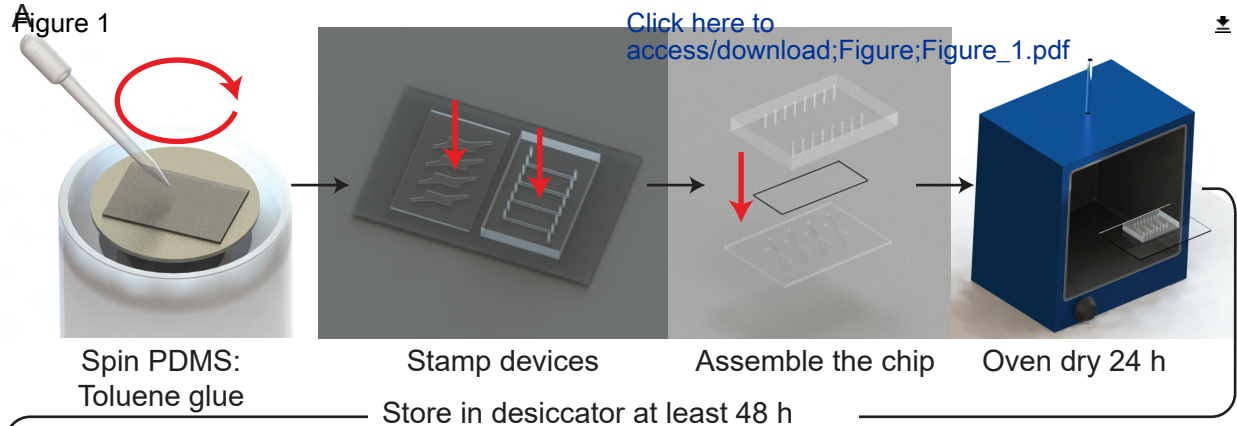 A
Figure 1
Click here to
access/download;Figure;Figure_1.pdf
Spin PDMS:
Toluene glue
Stamp devices
Assemble the chip
Oven dry 24 h
Store in desiccator at least 48 h